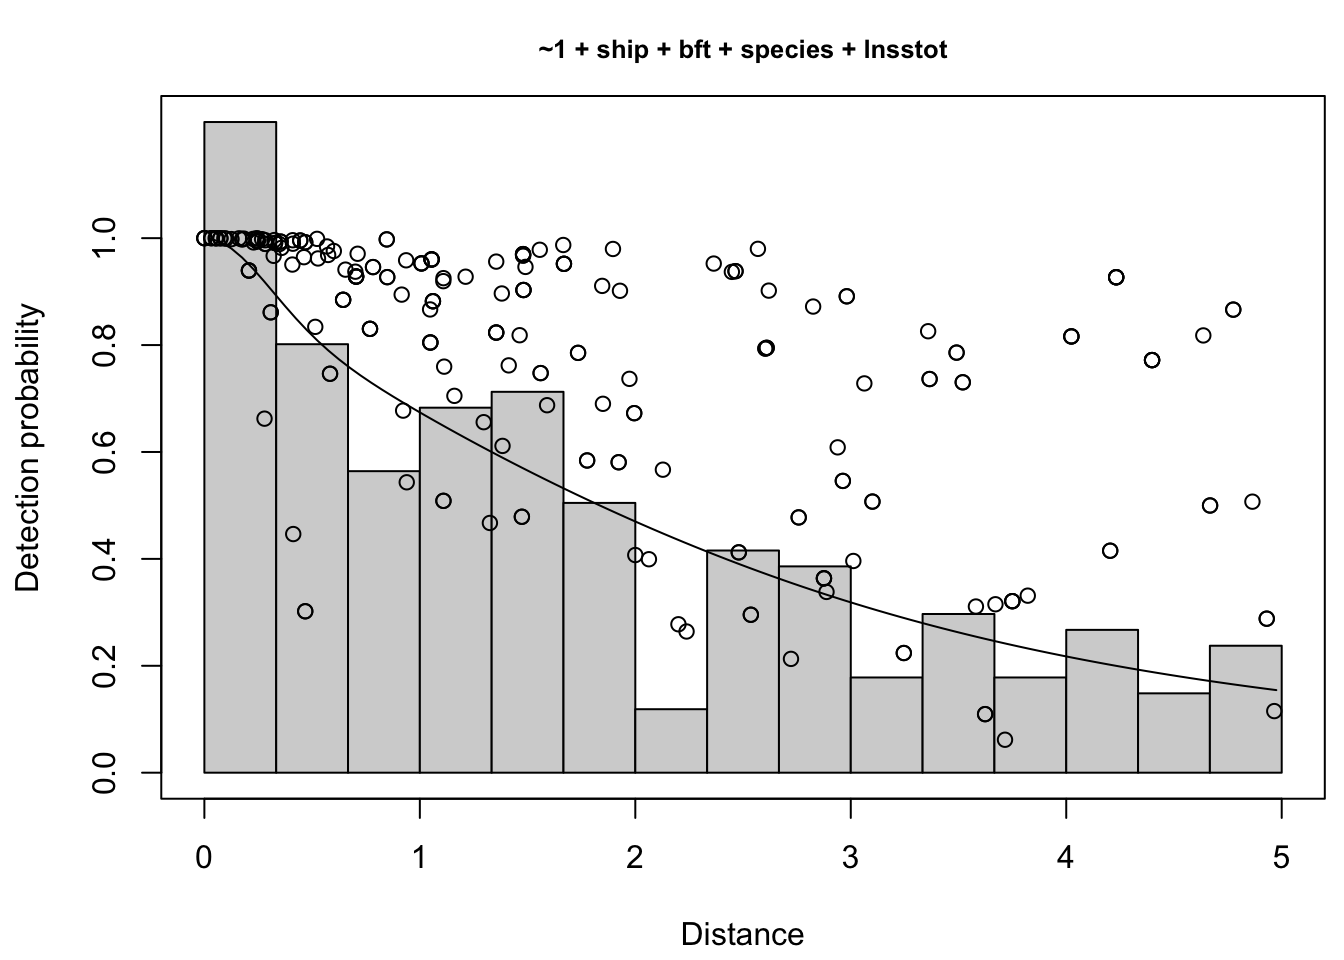 ~1 + ship + bft + species + lnsstot
Detection probability
1.0
0.8
0.6
0.4
0.2
0.0
0 1 2 3 4 5
Distance